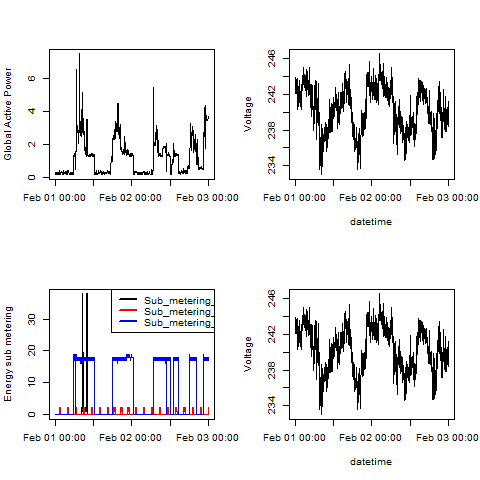 Global Active Power
0 2 4 6
Feb 01 00:00 Feb 02 00:00 Feb 03 00:00
Voltage
234 238 242 246
Feb 01 00:00 Feb 02 00:00 Feb 03 00:00
datetime
Energy sub metering
0 10 20 30
Sub_metering_
Sub_metering_
Sub_metering_
Feb 01 00:00 Feb 02 00:00 Feb 03 00:00
Voltage
234 238 242 246
Feb 01 00:00 Feb 02 00:00 Feb 03 00:00
datetime